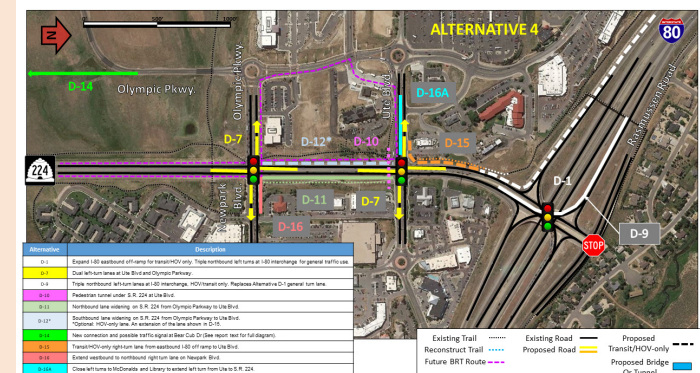 ALTERNATIVE 4
80
N
0
500'
1000'
Olympic Pkwy.
D-14
Olympic Pkwy
Ute Blvd
D-16A
Rasmussen Road
D-7
D-12*
D-10
D-15
224
D-1
Newpark Blvd.
D-11
D-7
D-16
D-9
STOP
Alternative Description
D-1 Expand I-80 eastbound off-ramp for transit/HOV only. Triple northbound left turns at I-80 interchange for general traffic use.
D-7 Dual left-turn lanes at Ute Blvd and Olympic Parkway.
D-9 Triple northbound left-turn lanes at I-80 interchange. HOV/transit only. Replaces Alternative D-1 general turn lane.
D-10 Pedestrian tunnel under S.R. 224 at Ute Blvd.
D-11 Northbound lane widening on S.R. 224 from Olympic Parkway to Ute Blvd.
D-12* Southbound lane widening on S.R. 224 from Olympic Parkway to Ute Blvd.
*Optional: HOV-only lane. An extension of the lane shown in D-15.
D-14 New connection and possible traffic signal at Bear Cub Dr (See report text for full diagram).
D-15 Transit/HOV-only right-turn lane from eastbound I-80 off ramp to Ute Blvd.
D-16 Extend westbound to northbound right turn lane on Newpark Blvd.
D-16A Close left turns to McDonalds and Library to extend left turn from Ute to S.R. 224.
Existing Trail
Reconstruct Trail
Future BRT Route
Existing Road
Proposed Road
Proposed
Transit/HOV-only
Proposed Bridge
Or Tunnel